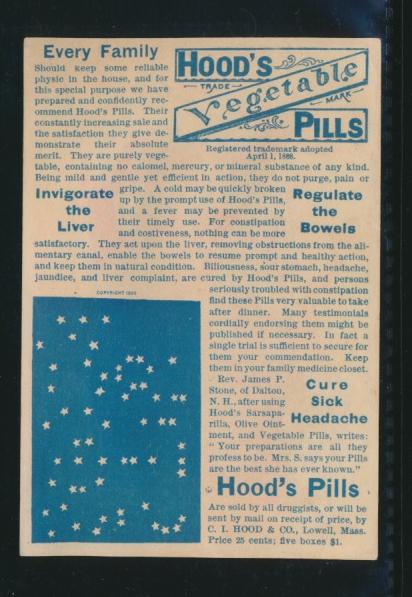 Every Family
HOOD'S
TRADE
Vegetable
MARK
PILLS
Registered trademark adopted
April 1, 1888.
Should keep some reliable
physic in the house, and for
this special purpose we have
prepared and confidently rec-
ommend Hood's Pills. Their
constantly increasing sale and
the satisfaction they give de-
monstrate their absolute
merit. They are purely vege-
table, containing no calomel, mercury, or mineral substance of any kind.
Being mild and gentle yet efficient in action, they do not purge, pain or
gripe. A cold may be quickly broken
up by the prompt use of Hood's Pills,
and a fever may be prevented by
their timely use. For constipation
and costiveness, nothing can be more
Invigorate
the
Liver
Regulate
the
Bowels
satisfactory. They act upon the liver, removing obstructions from the ali-
mentary canal, enable the bowels to resume prompt and healthy action,
and keep them in natural condition. Biliousness, sour stomach, headache,
jaundice, and liver complaint, are cured by Hood's Pills, and persons
seriously troubled with constipation
find these Pills very valuable to take
after dinner. Many testimonials
cordially endorsing them might be
published if necessary. In fact a
single trial is sufficient to secure for
them your commendation. Keep
them in your family medicine closet.
Rev. James P.
Stone, of Dalton,
N. H., after using
Hood's Sarsapa-
rilla, Olive Oint-
Cure
Sick
Headache
ment, and Vegetable Pills, writes:
"Your preparations are all they
profess to be. Mrs. S. says your Pills
are the best she has ever known."
Hood's Pills
Are sold by all druggists, or will be
sent by mail on receipt of price, by
C. I. HOOD & CO., Lowell, Mass.
Price 25 cents; five boxes $1.
COPYRIGHT